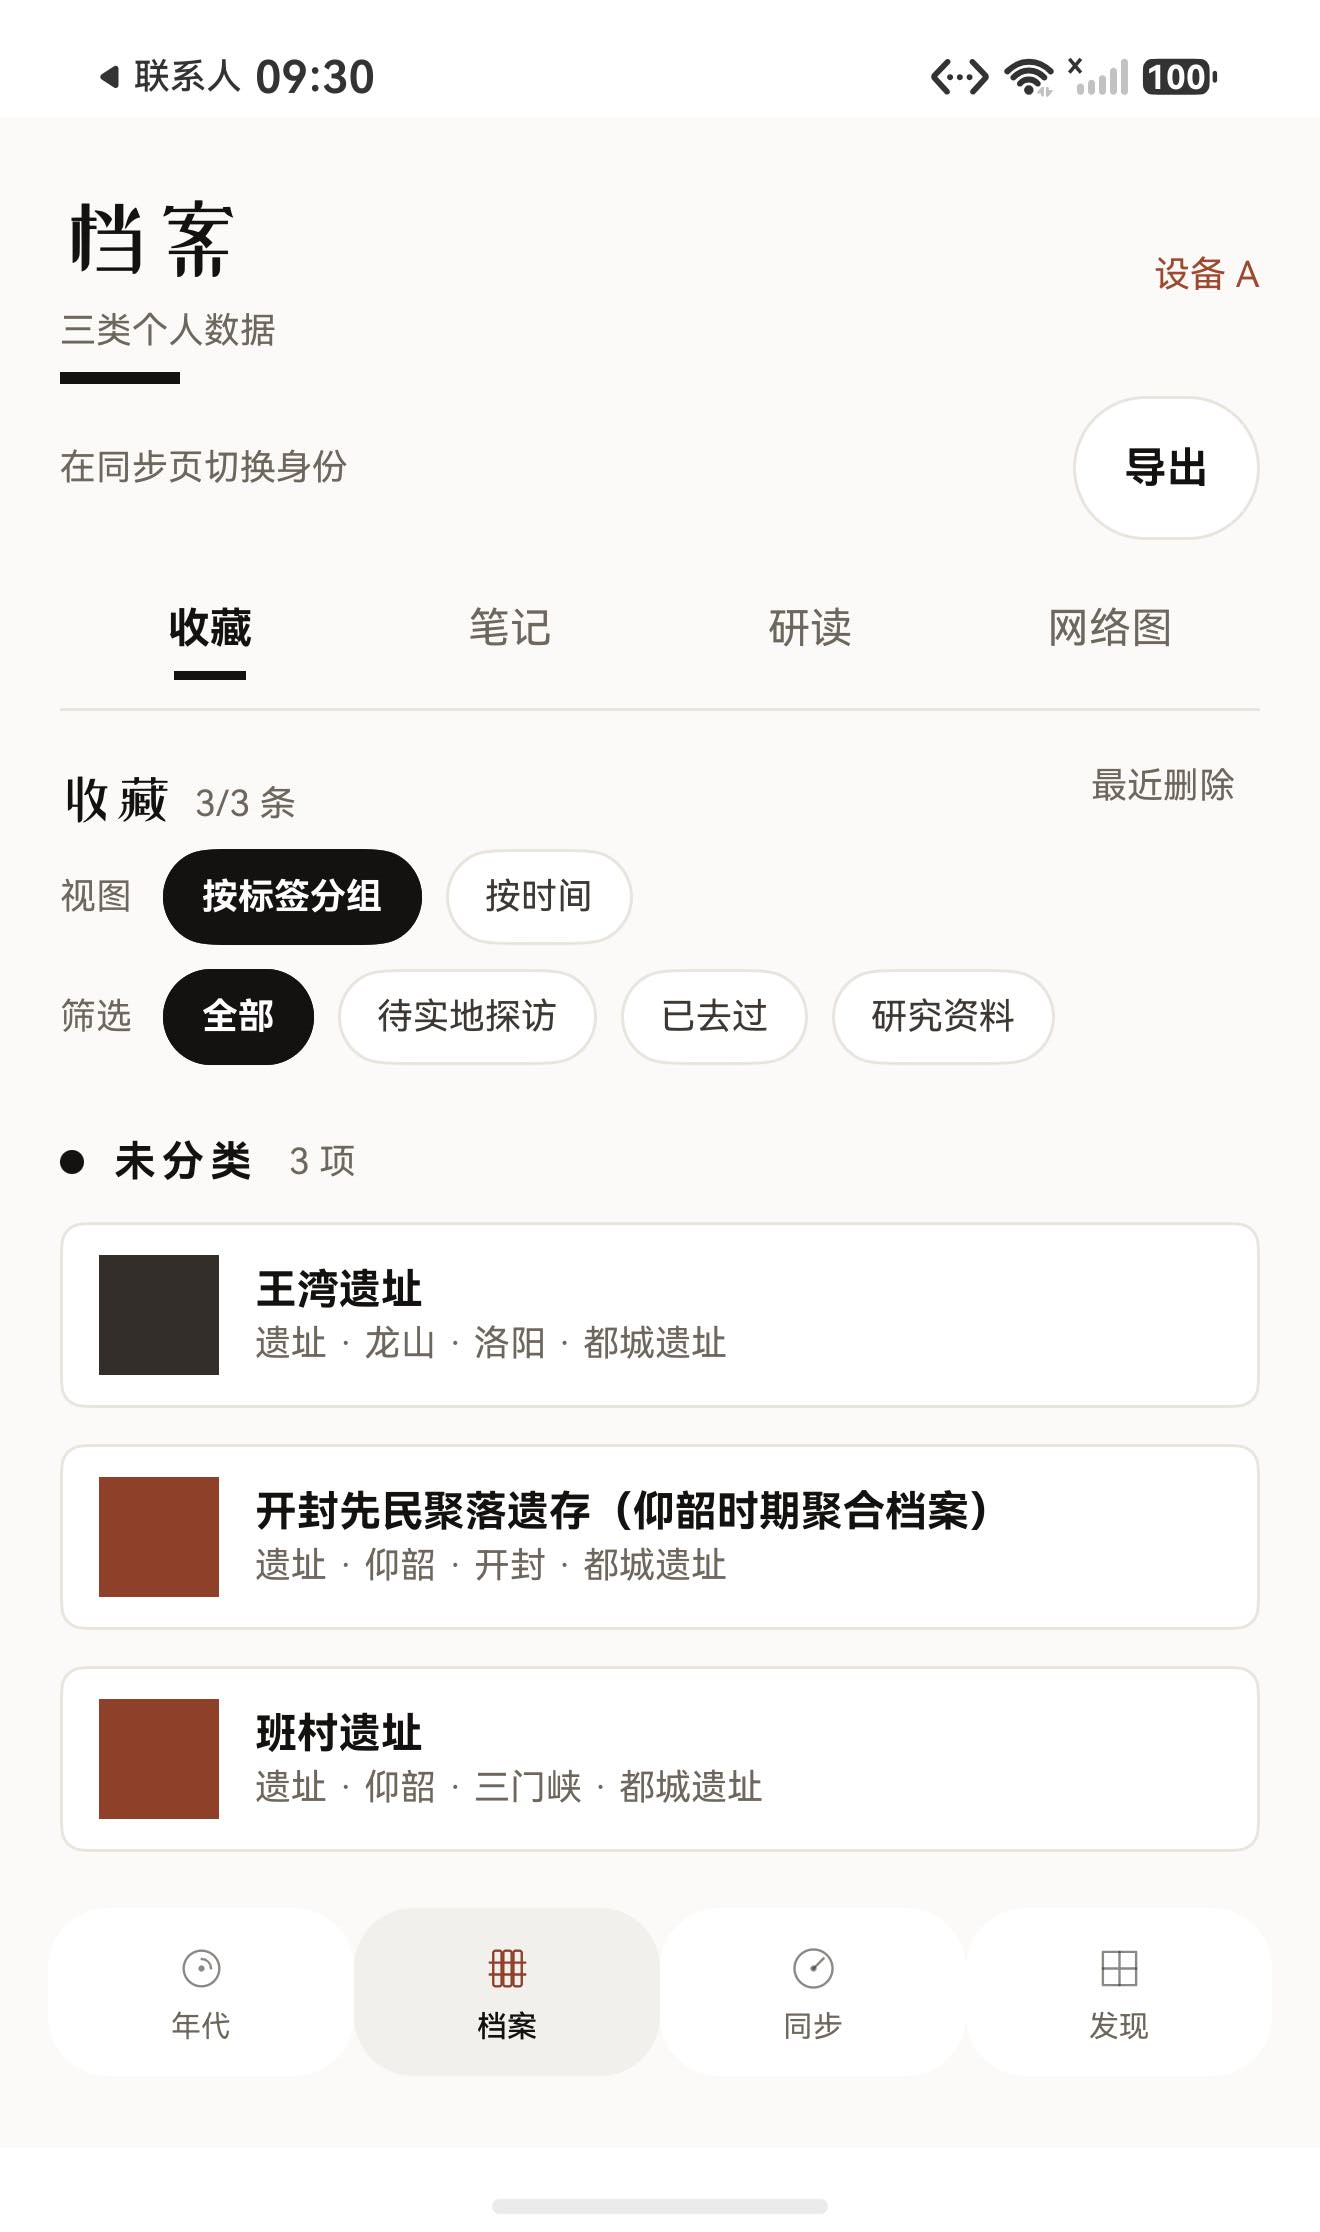 联系人 09:30
100
档案
设备 A
三类个人数据
在同步页切换身份
导出
收藏 笔记 研读 网络图
收藏 3/3 条
最近删除
视图 按标签分组 按时间
筛选 全部 待实地探访 已去过 研究资料
未分类 3 项
王湾遗址
遗址 · 龙山 · 洛阳 · 都城遗址
开封先民聚落遗存（仰韶时期聚合档案）
遗址 · 仰韶 · 开封 · 都城遗址
班村遗址
遗址 · 仰韶 · 三门峡 · 都城遗址
年代 档案 同步 发现